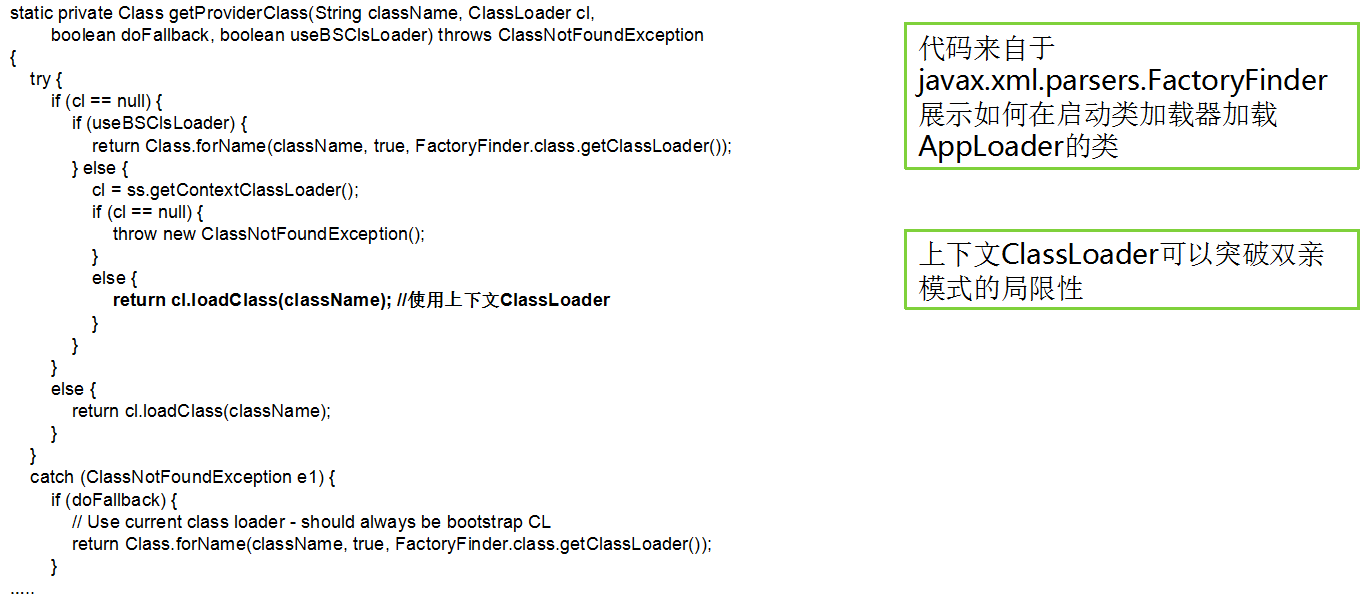 static private Class getProviderClass(String className, ClassLoader cl,
boolean doFallback, boolean useBSClsLoader) throws ClassNotFoundException
{
try {
if (cl == null) {
if (useBSClsLoader) {
return Class.forName(className, true, FactoryFinder.class.getClassLoader());
} else {
cl = ss.getContextClassLoader();
if (cl == null) {
throw new ClassNotFoundException();
}
else {
return cl.loadClass(className); //使用上下文ClassLoader
}
}
}
else {
return cl.loadClass(className);
}
}
catch (ClassNotFoundException e1) {
if (doFallback) {
// Use current class loader - should always be bootstrap CL
return Class.forName(className, true, FactoryFinder.class.getClassLoader());
}
.....
代码来自于
javax.xml.parsers.FactoryFinder
展示如何在启动类加载器加载
AppLoader的类
上下文ClassLoader可以突破双亲
模式的局限性